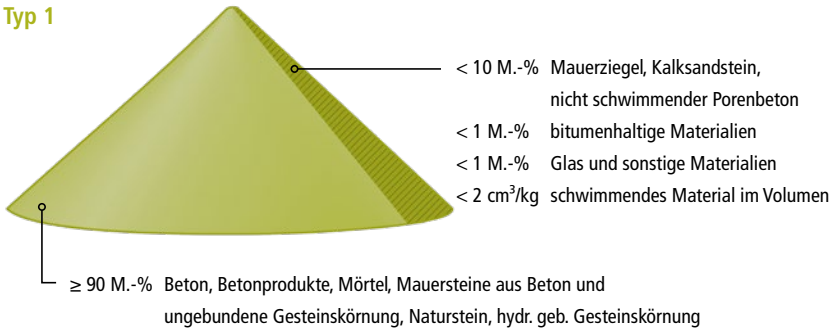 Typ 1
< 10 M.-% Mauerziegel, Kalksandstein,
nicht schwimmender Porenbeton
< 1 M.-% bitumenhaltige Materialien
< 1 M.-% Glas und sonstige Materialien
< 2 cm³/kg schwimmendes Material im Volumen
≥ 90 M.-% Beton, Betonprodukte, Mörtel, Mauersteine aus Beton und
ungebundene Gesteinskörnung, Naturstein, hydr. geb. Gesteinskörnung